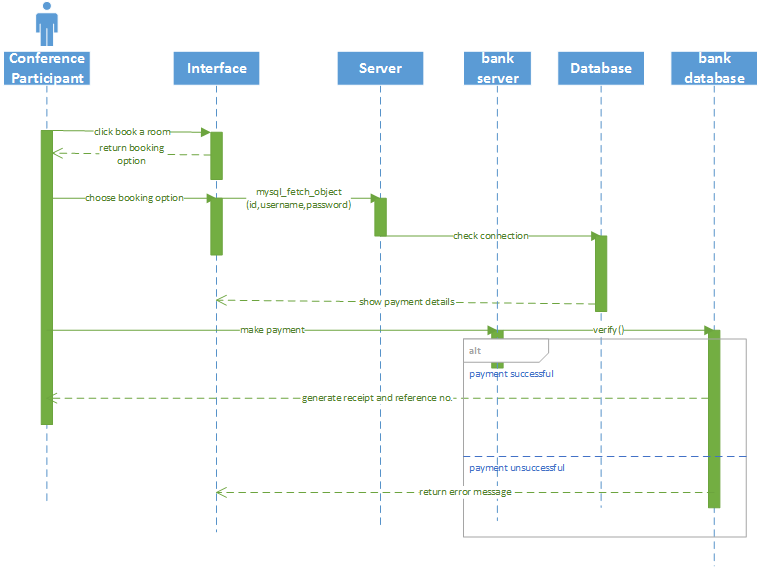 Conference
Participant
Interface
Server
bank
server
Database
bank
database
click book a room
return booking
option
choose booking option
mysql_fetch_object
(id,username,password)
check connection
show payment details
make payment
verify()
alt
payment successful
generate receipt and reference no.
payment unsuccessful
return error message